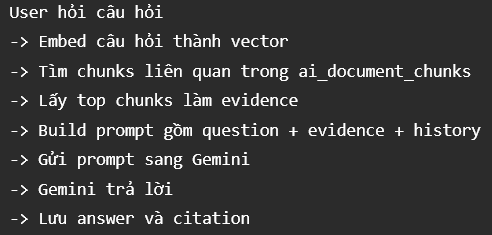 User hỏi câu hỏi
-> Embed câu hỏi thành vector
-> Tìm chunks liên quan trong ai_document_chunks
-> Lấy top chunks làm evidence
-> Build prompt gồm question + evidence + history
-> Gửi prompt sang Gemini
-> Gemini trả lời
-> Lưu answer và citation